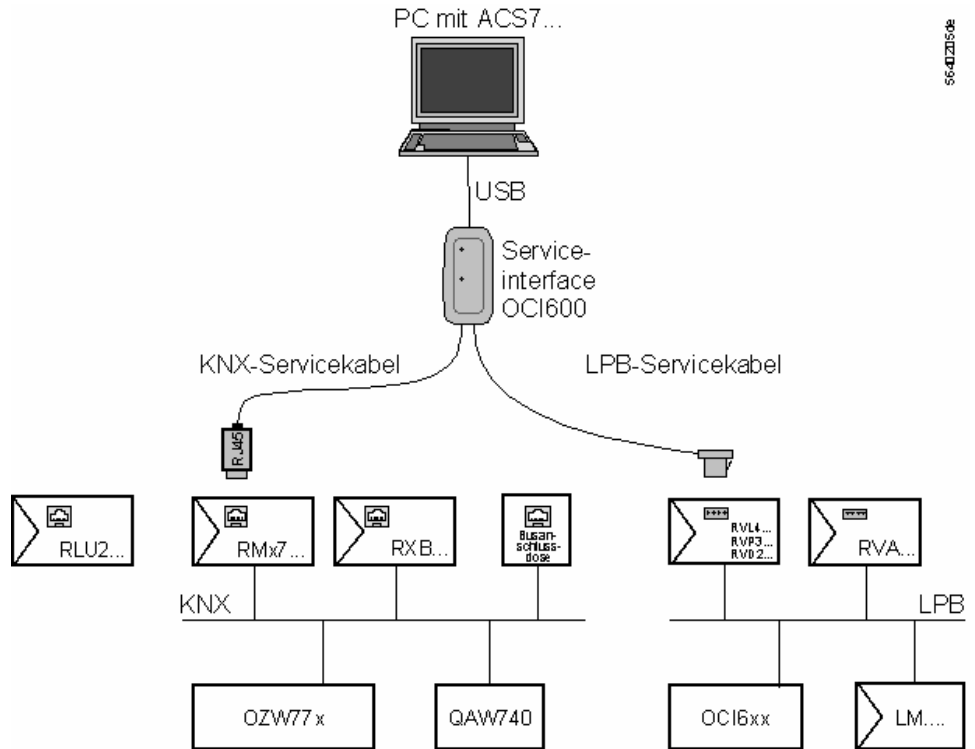 PC mit ACS7...
5640Z05de
USB
Service-
interface
OCI600
KNX-Servicekabel
LPB-Servicekabel
RJ45
RLU2...
RMx7...
RXB...
Busan-
schluss-
dose
RVL4...
RVP3...
RVD2...
RVA...
KNX
LPB
OZW77x
QAW740
OCI6xx
LM....